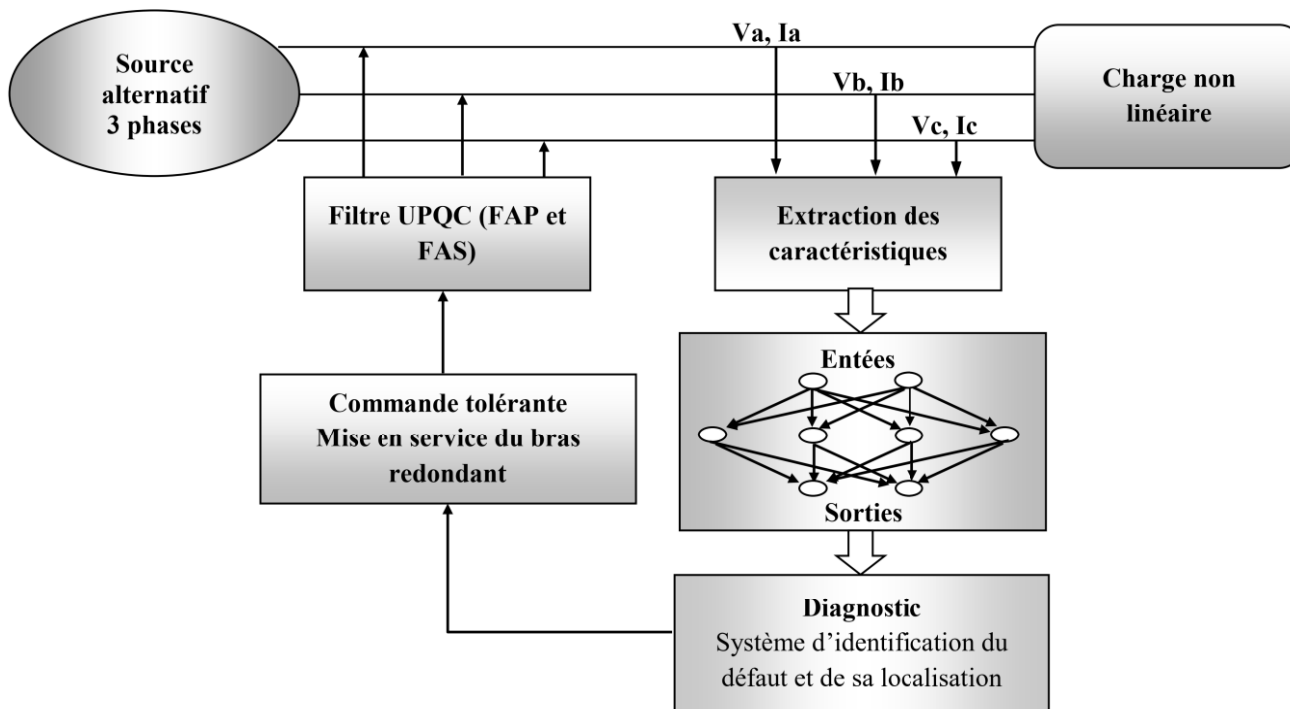 Source
alternatif
3 phases
Va, Ia
Vb, Ib
Vc, Ic
Charge non
linéaire
Filtre UPQC (FAP et
FAS)
Extraction des
caractéristiques
Entées
Sorties
Commande tolérante
Mise en service du bras
redondant
Diagnostic
Système d’identification du
défaut et de sa localisation